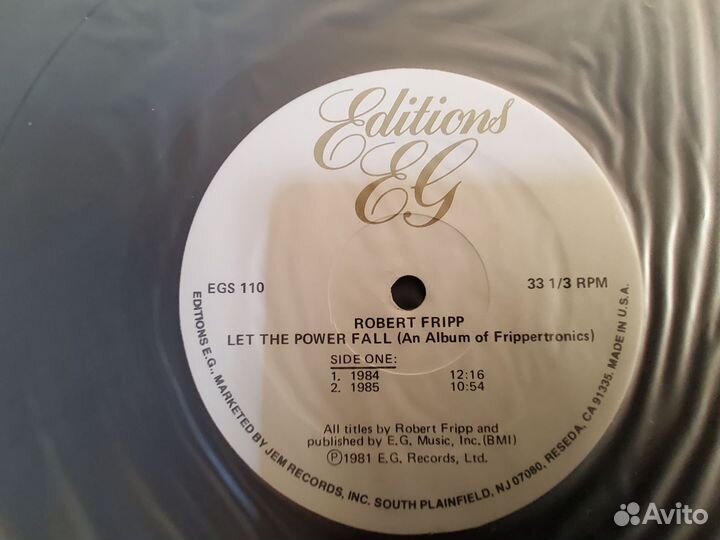 Editions
EG
EGS 110
33 1/3 RPM
ROBERT FRIPP
LET THE POWER FALL (An Album of Frippertronics)
SIDE ONE:
1. 1984 12:16
2. 1985 10:54
All titles by Robert Fripp and
published by E.G. Music, Inc.(BMI)
Ⓟ1981 E.G. Records, Ltd.
EDITIONS E.G., MARKETED BY JEM RECORDS, INC. SOUTH PLAINFIELD, NJ 07080, RESEDA, CA 91335. MADE IN U.S.A.
Avito